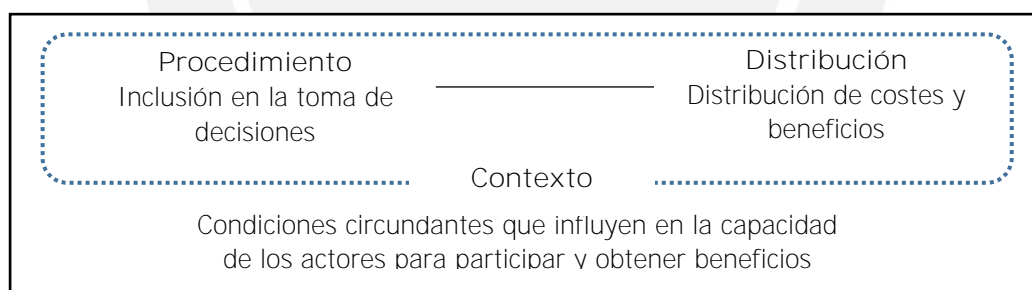 Procedimiento
Inclusión en la toma de
decisiones
Distribución
Distribución de costes y
beneficios
Contexto
Condiciones circundantes que influyen en la capacidad
de los actores para participar y obtener beneficios